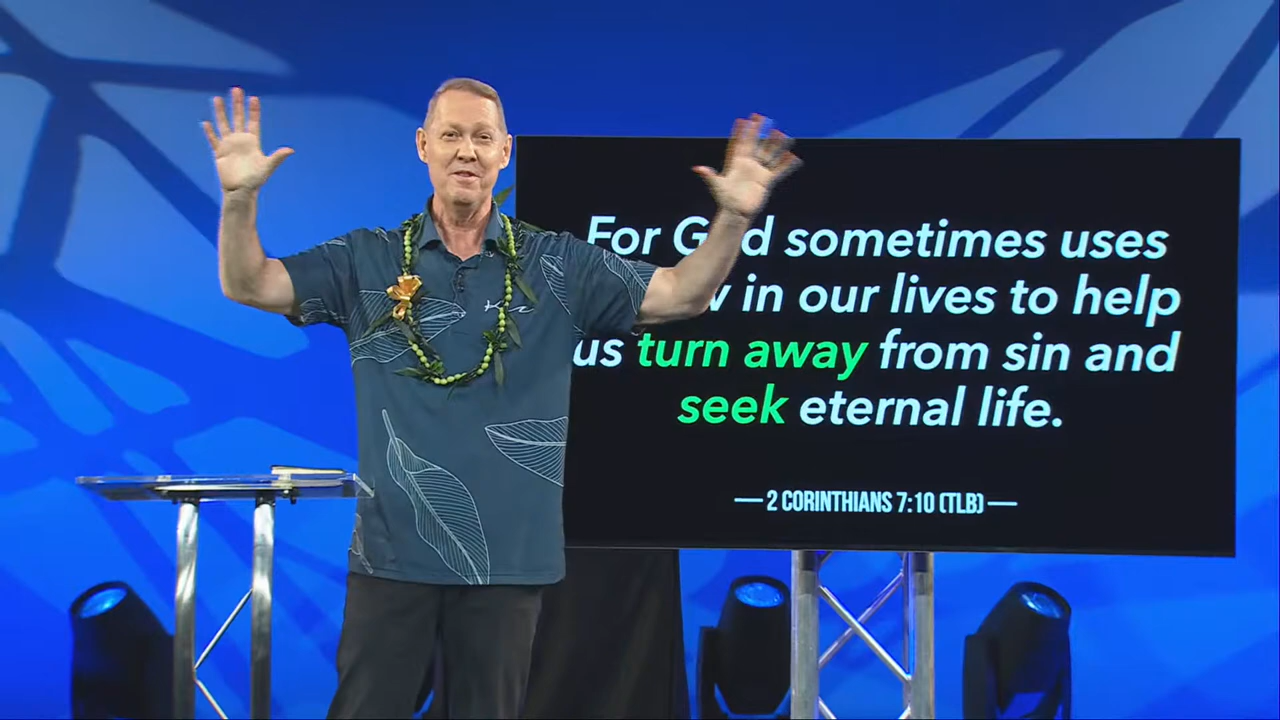 For God sometimes uses
in our lives to help
us turn away from sin and
seek eternal life.
— 2 CORINTHIANS 7:10 (TLB) —